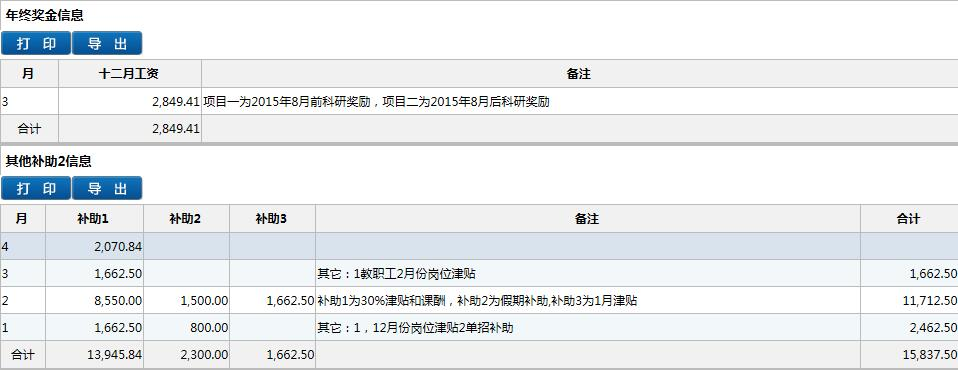 年终奖金信息
打 印 导 出
月 十二月工资 备注
3 2,849.41 项目一为2015年8月前科研奖励，项目二为2015年8月后科研奖励
合计 2,849.41
其他补助2信息
打 印 导 出
月 补助1 补助2 补助3 备注 合计
4 2,070.84
3 1,662.50 其它：1教职工2月份岗位津贴 1,662.50
2 8,550.00 1,500.00 1,662.50 补助1为30%津贴和课酬，补助2为假期补助,补助3为1月津贴 11,712.50
1 1,662.50 800.00 其它：1，12月份岗位津贴2单招补助 2,462.50
合计 13,945.84 2,300.00 1,662.50 15,837.50